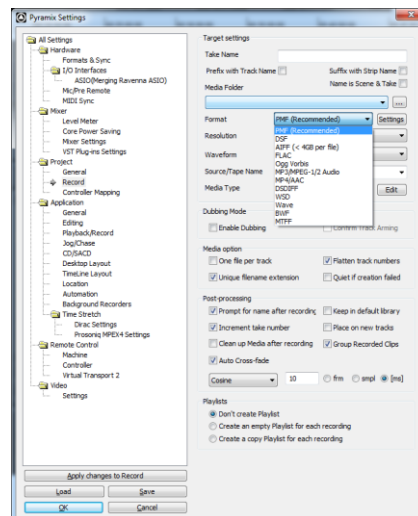 Pyramix Settings
All Settings
Hardware
Formats & Sync
I/O Interfaces
ASIO(Merging Ravenna ASIO)
Mic/Pre Remote
MIDI Sync
Mixer
Level Meter
Core Power Saving
Mixer Settings
VST Plug-ins Settings
Project
General
Record
Controller Mapping
Application
General
Editing
Playback/Record
Jog/Chase
CD/SACD
Desktop Layout
TimeLine Layout
Location
Automation
Background Recorders
Time Stretch
Dirac Settings
Prosoniq MPEX4 Settings
Remote Control
Machine
Controller
Virtual Transport 2
Video
Settings
Apply changes to Record
Load Save
OK Cancel
Target settings
Take Name
Prefix with Track Name Suffix with Strip Name
Media Folder Name is Scene & Take
...
Format PMF (Recommended) Settings
PMF (Recommended)
Resolution DSF
AIFF (< 4GB per file)
Waveform FLAC
Ogg Vorbis
Source/Tape Name MP3/MPEG-1/2 Audio
MP4/AAC
Media Type DSDIFF Edit
WSD
Wave
Dubbing Mode BWF
MTFF
Enable Dubbing Confirm Track Arming
Media option
One file per track Flatten track numbers
Unique filename extension Quiet if creation failed
Post-processing
Prompt for name after recording Keep in default library
Increment take number Place on new tracks
Clean up Media after recording Group Recorded Clips
Auto Cross-fade
Cosine 10 frm smpl [ms]
Playlists
Don't create Playlist
Create an empty Playlist for each recording
Create a copy Playlist for each recording